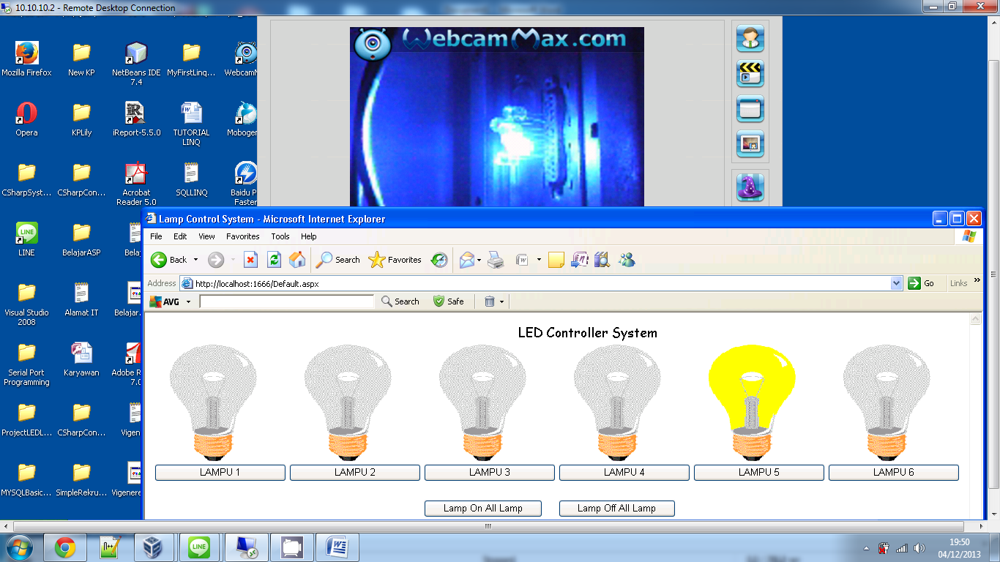 10.10.10.2 - Remote Desktop Connection
WebcamMax.com
Mozilla Firefox
New KP
NetBeans IDE
7.4
MyFirstLinq...
Opera
KPLily
iReport-5.5.0
TUTORIAL
LINQ
CSharpSyst...
CSharpCon...
Acrobat
Reader 5.0
SQLLINQ
Baidu P
Faster
LINE
BelajarASP
Visual Studio
2008
Alamat IT
Belajar
Serial Port
Programming
Karyawan
Adobe R
7.0
ProjectLEDL...
CSharpCon...
MYSQLBasic...
SimpleRekru...
Lamp Control System - Microsoft Internet Explorer
File Edit View Favorites Tools Help
Back Search Favorites
Address http://localhost:1666/Default.aspx Go Links »
AVG Search Safe
LED Controller System
LAMPU 1 LAMPU 2 LAMPU 3 LAMPU 4 LAMPU 5 LAMPU 6
Lamp On All Lamp Lamp Off All Lamp
LINE
19:50
04/12/2013